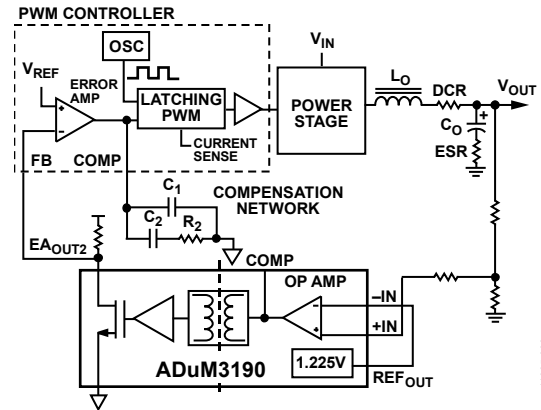 PWM CONTROLLER
OSC
VREF
ERROR
AMP
LATCHING
PWM
CURRENT
SENSE
FB
COMP
VIN
POWER
STAGE
LO
DCR
VOUT
CO
+
ESR
C1
C2
R2
COMPENSATION
NETWORK
EAOUT2
COMP
OP AMP
–IN
+IN
1.225V
REFOUT
ADuM3190